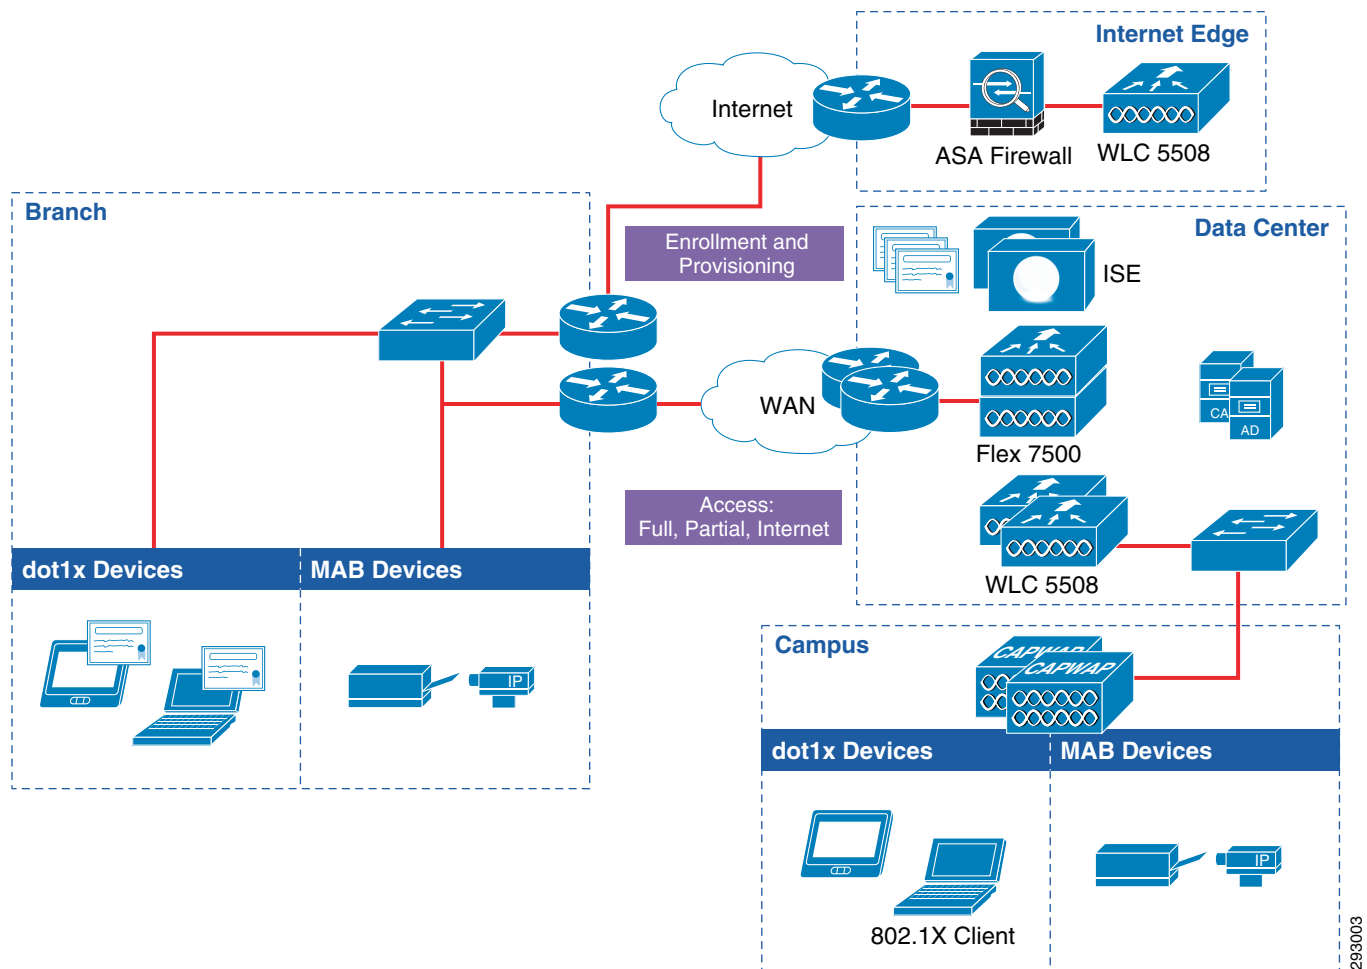 Internet Edge
Internet
ASA Firewall
WLC 5508
Branch
Enrollment and
Provisioning
Data Center
ISE
WAN
CA
AD
Flex 7500
Access:
Full, Partial, Internet
WLC 5508
dot1x Devices
MAB Devices
IP
Campus
CAPWAP
CAPWAP
dot1x Devices
MAB Devices
IP
802.1X Client
293003